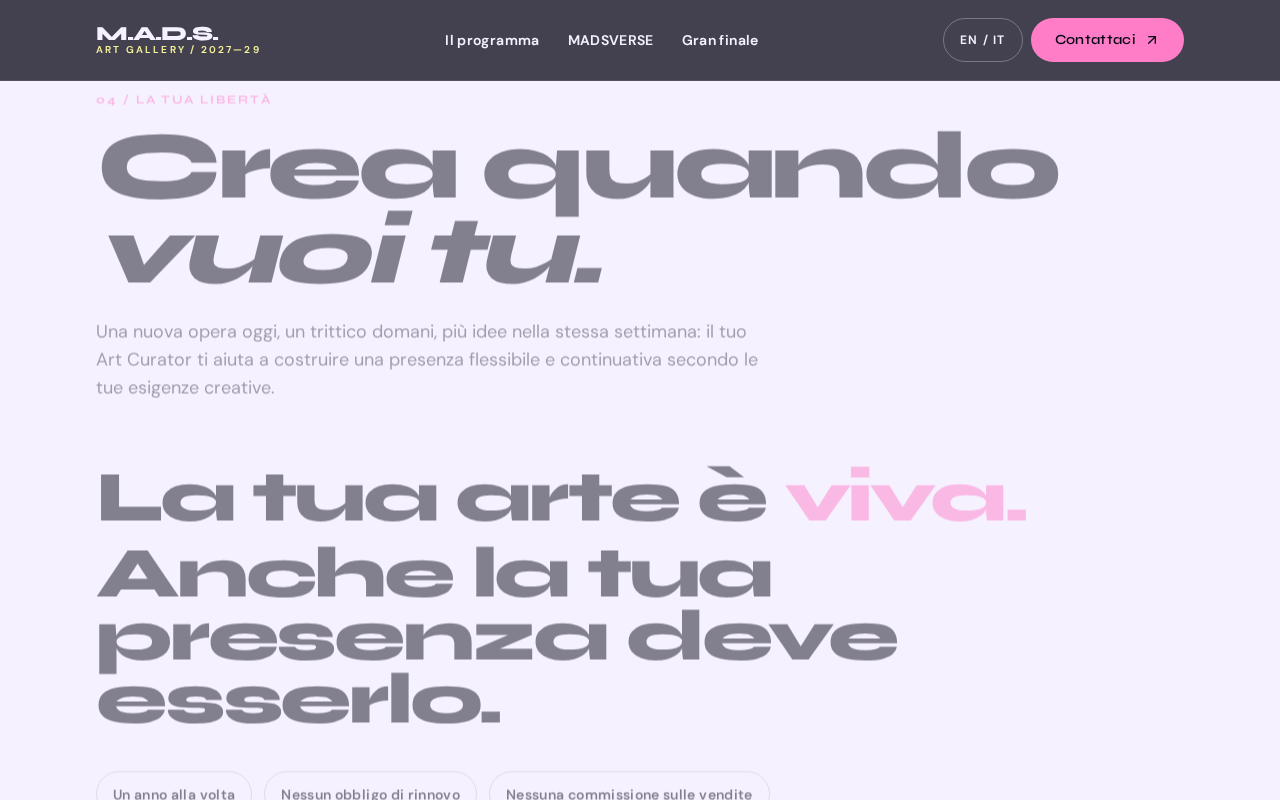 M.A.D.S.
ART GALLERY / 2027—29
Il programma
MADSVERSE
Gran finale
EN / IT
Contattaci
04 / LA TUA LIBERTÀ
Crea quando
vuoi tu.
Una nuova opera oggi, un trittico domani, più idee nella stessa settimana: il tuo
Art Curator ti aiuta a costruire una presenza flessibile e continuativa secondo le
tue esigenze creative.
La tua arte è viva.
Anche la tua
presenza deve
esserlo.
Un anno alla volta
Nessun obbligo di rinnovo
Nessuna commissione sulle vendite